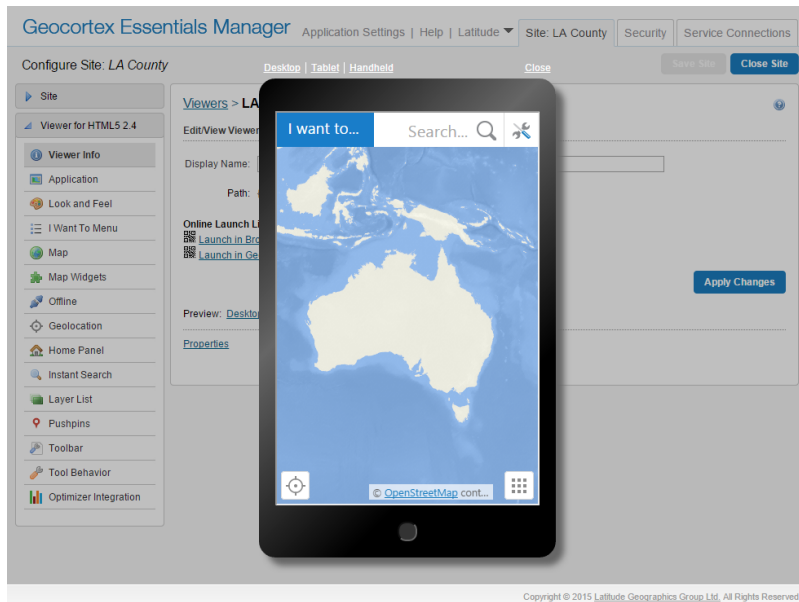 Geocortex Essentials Manager
Application Settings | Help | Latitude
Site: LA County
Security
Service Connections
Configure Site: LA County
Desktop | Tablet | Handheld
Close
Save Site
Close Site
Site
Viewer for HTML5 2.4
Viewer Info
Application
Look and Feel
I Want To Menu
Map
Map Widgets
Offline
Geolocation
Home Panel
Instant Search
Layer List
Pushpins
Toolbar
Tool Behavior
Optimizer Integration
Viewers > LA
Edit/View Viewer
Display Name:
Path:
Online Launch Li
Launch in Bro
Launch in Ge
Apply Changes
Preview: Deskto
Properties
I want to...
Search...
© OpenStreetMap cont...
Copyright © 2015 Latitude Geographics Group Ltd. All Rights Reserved